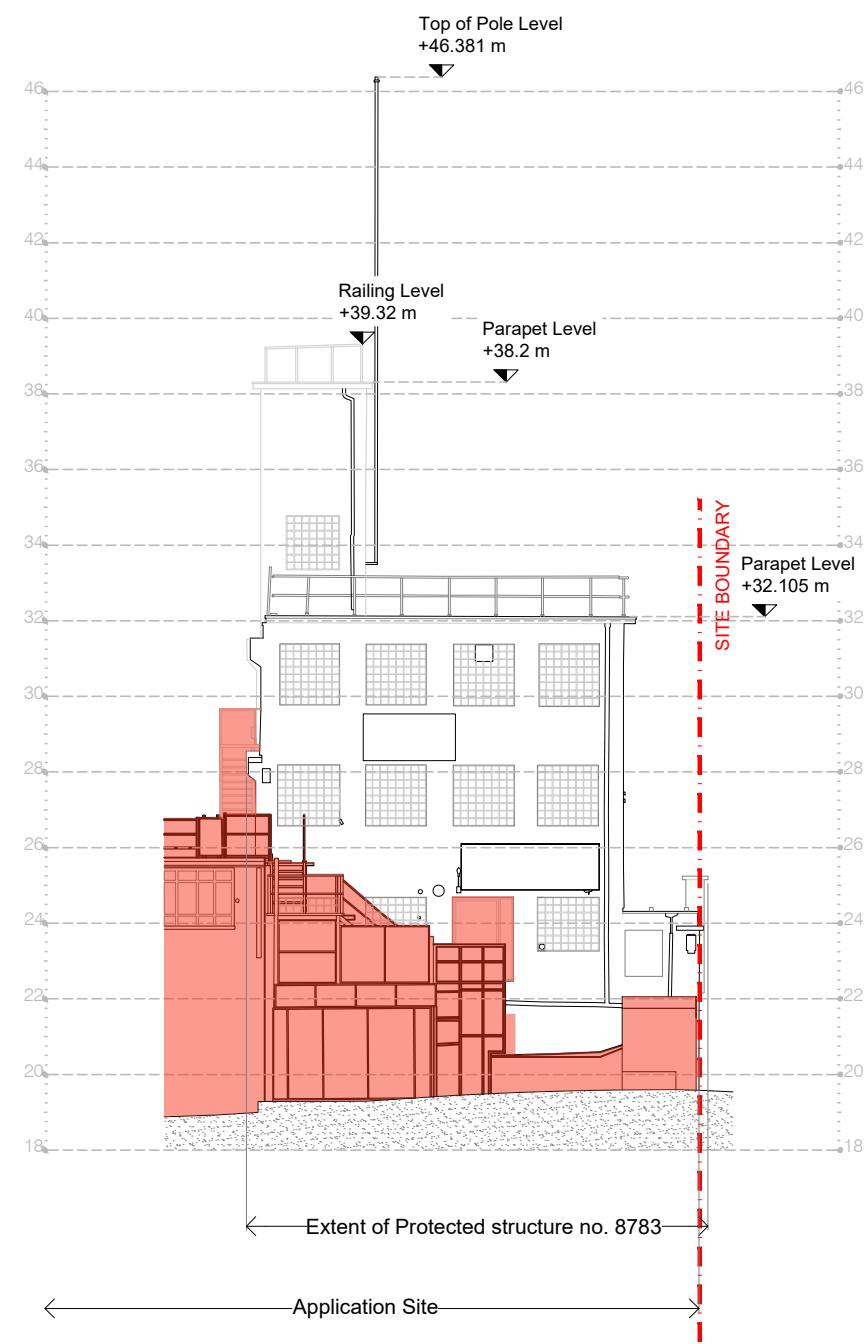 Top of Pole Level
+46.381 m
46 46
44 44
42 42
Railing Level
+39.32 m
40 40
Parapet Level
+38.2 m
38 38
36 36
34 34
SITE BOUNDARY
Parapet Level
+32.105 m
32 32
30 30
28 28
26 26
24 24
22 22
20 20
18 18
Extent of Protected structure no. 8783
Application Site